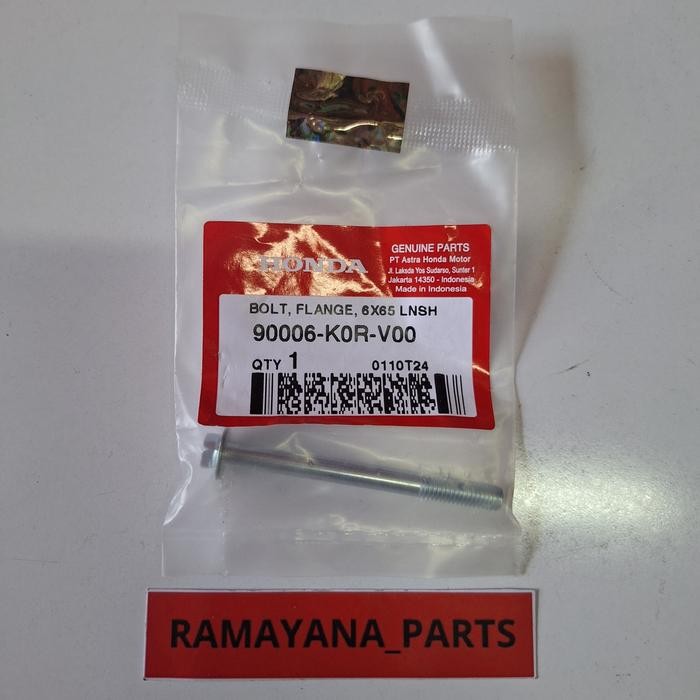 HONDA
GENUINE PARTS
PT Astra Honda Motor
Jl. Laksda Yos Sudarso, Sunter 1
Jakarta 14350 - Indonesia
Made in Indonesia
BOLT, FLANGE, 6X65 LNSH
90006-K0R-V00
QTY 1 0110T24
RAMAYANA_PARTS